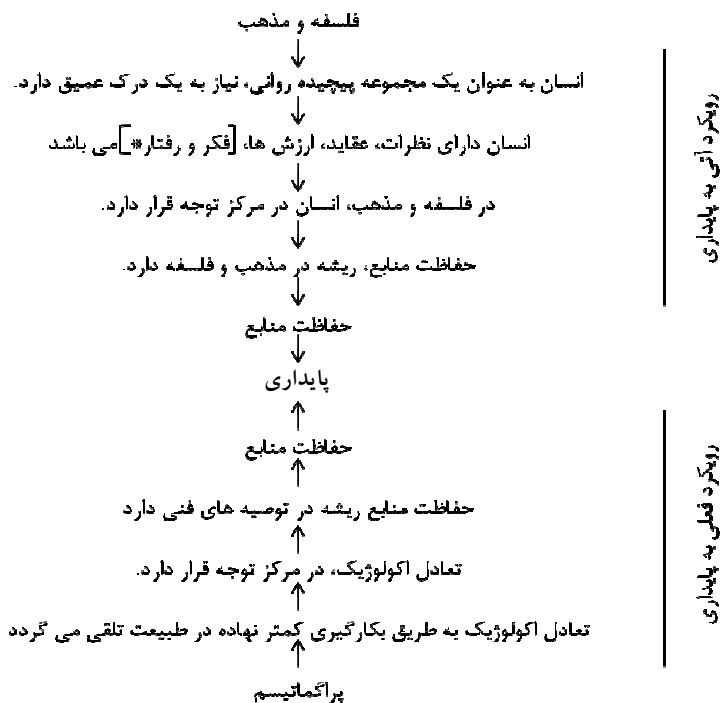 فلسفه و مذهب
انسان به عنوان یک مجموعه پیچیده روانی، نیاز به یک درک عمیق دارد.
انسان دارای نظرات، عقاید، ارزش ها، [فکر و رفتار*] می باشد
در فلسفه و مذهب، انسان در مرکز توجه قرار دارد.
حفاظت منابع، ریشه در مذهب و فلسفه دارد.
حفاظت منابع
پایداری
حفاظت منابع
حفاظت منابع ریشه در توصیه های فنی دارد
تعادل اکولوژیک، در مرکز توجه قرار دارد.
تعادل اکولوژیک به طریق بکارگیری کمتر نهاده در طبیعت تلقی می گردد
پراگماتیسم
رویکرد آتی به پایداری
رویکرد فعلی به پایداری